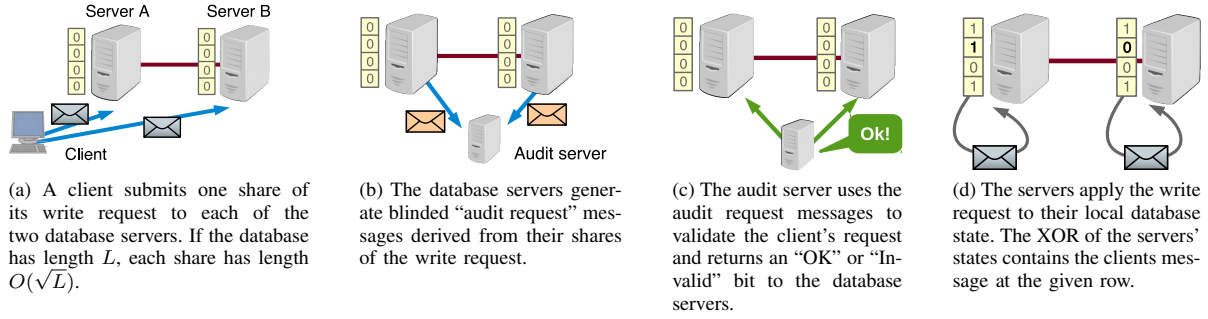 Server A
Server B
0
0
0
0
0
0
0
0
Client
(a) A client submits one share of
its write request to each of the
two database servers. If the database
has length L, each share has length
O(√L).
0
0
0
0
0
0
0
0
Audit server
(b) The database servers gener-
ate blinded “audit request” mes-
sages derived from their shares
of the write request.
0
0
0
0
0
0
0
0
Ok!
(c) The audit server uses the
audit request messages to
validate the client’s request
and returns an “OK” or “In-
valid” bit to the database
servers.
1
1
0
1
1
0
0
1
(d) The servers apply the write
request to their local database
state. The XOR of the servers’
states contains the clients mes-
sage at the given row.